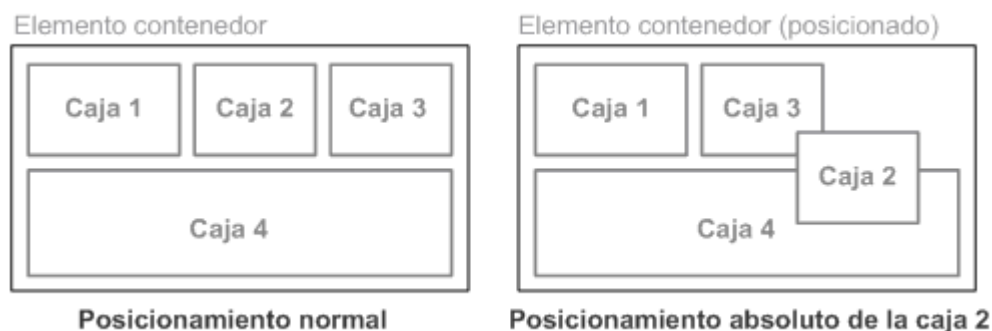 Elemento contenedor
Caja 1
Caja 2
Caja 3
Caja 4
Posicionamiento normal
Elemento contenedor (posicionado)
Caja 1
Caja 3
Caja 2
Caja 4
Posicionamiento absoluto de la caja 2